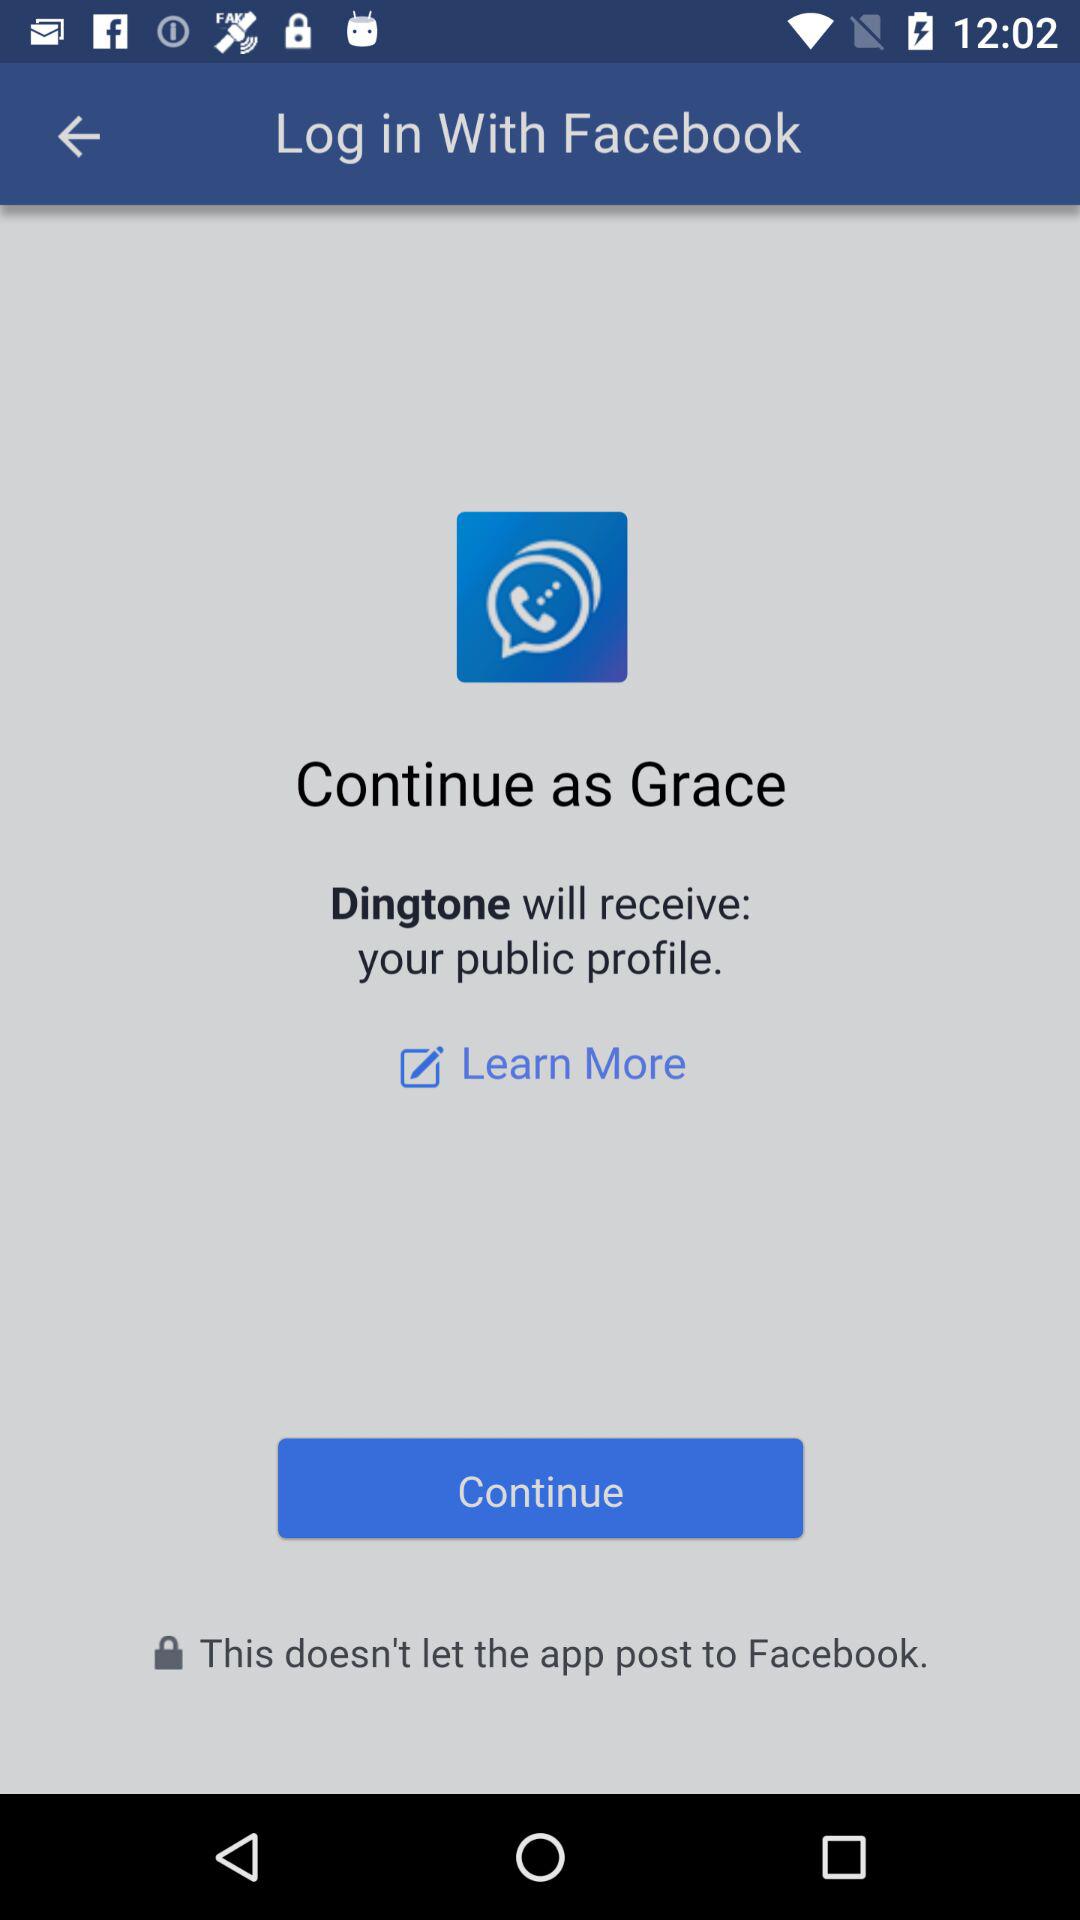 FAKE
12:02
Log in With Facebook
Continue as Grace
Dingtone will receive:
your public profile.
Learn More
Continue
This doesn't let the app post to Facebook.